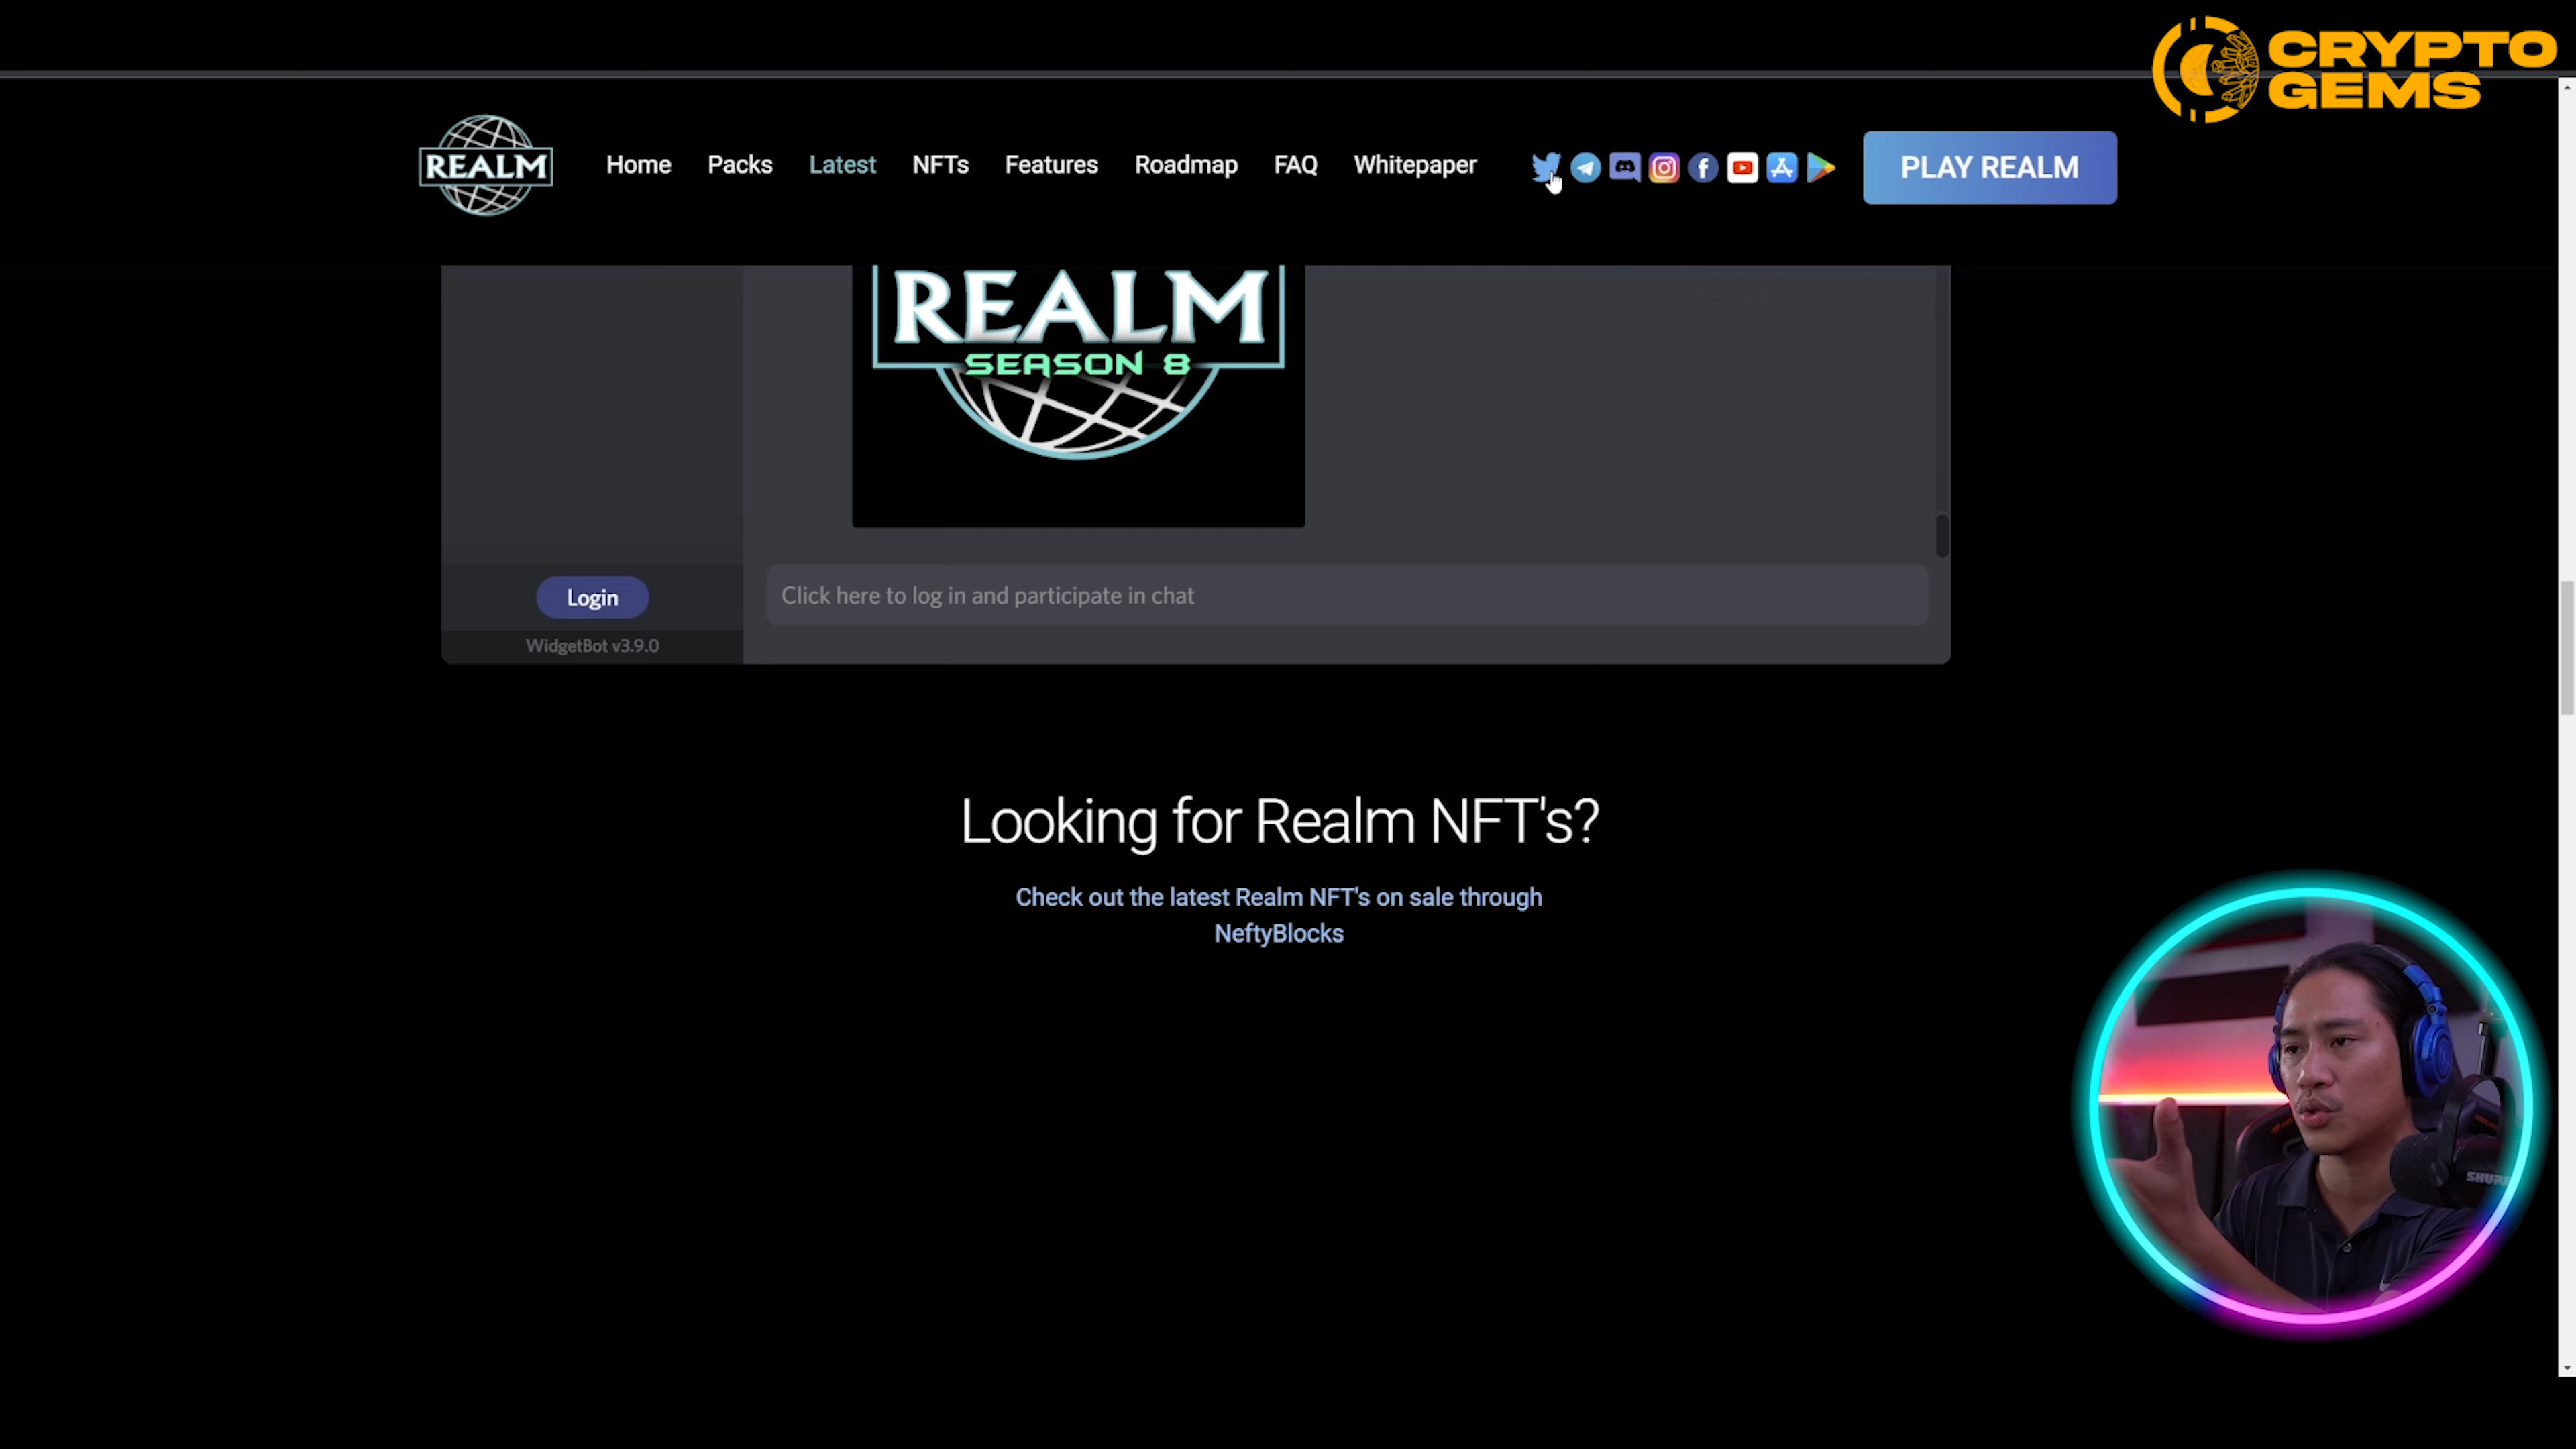 CRYPTO
GEMS
REALM
Home
Packs
Latest
NFTs
Features
Roadmap
FAQ
Whitepaper
PLAY REALM
REALM
SEASON 8
Login
Click here to log in and participate in chat
WidgetBot v3.9.0
Looking for Realm NFT's?
Check out the latest Realm NFT's on sale through
NeftyBlocks
SHURE